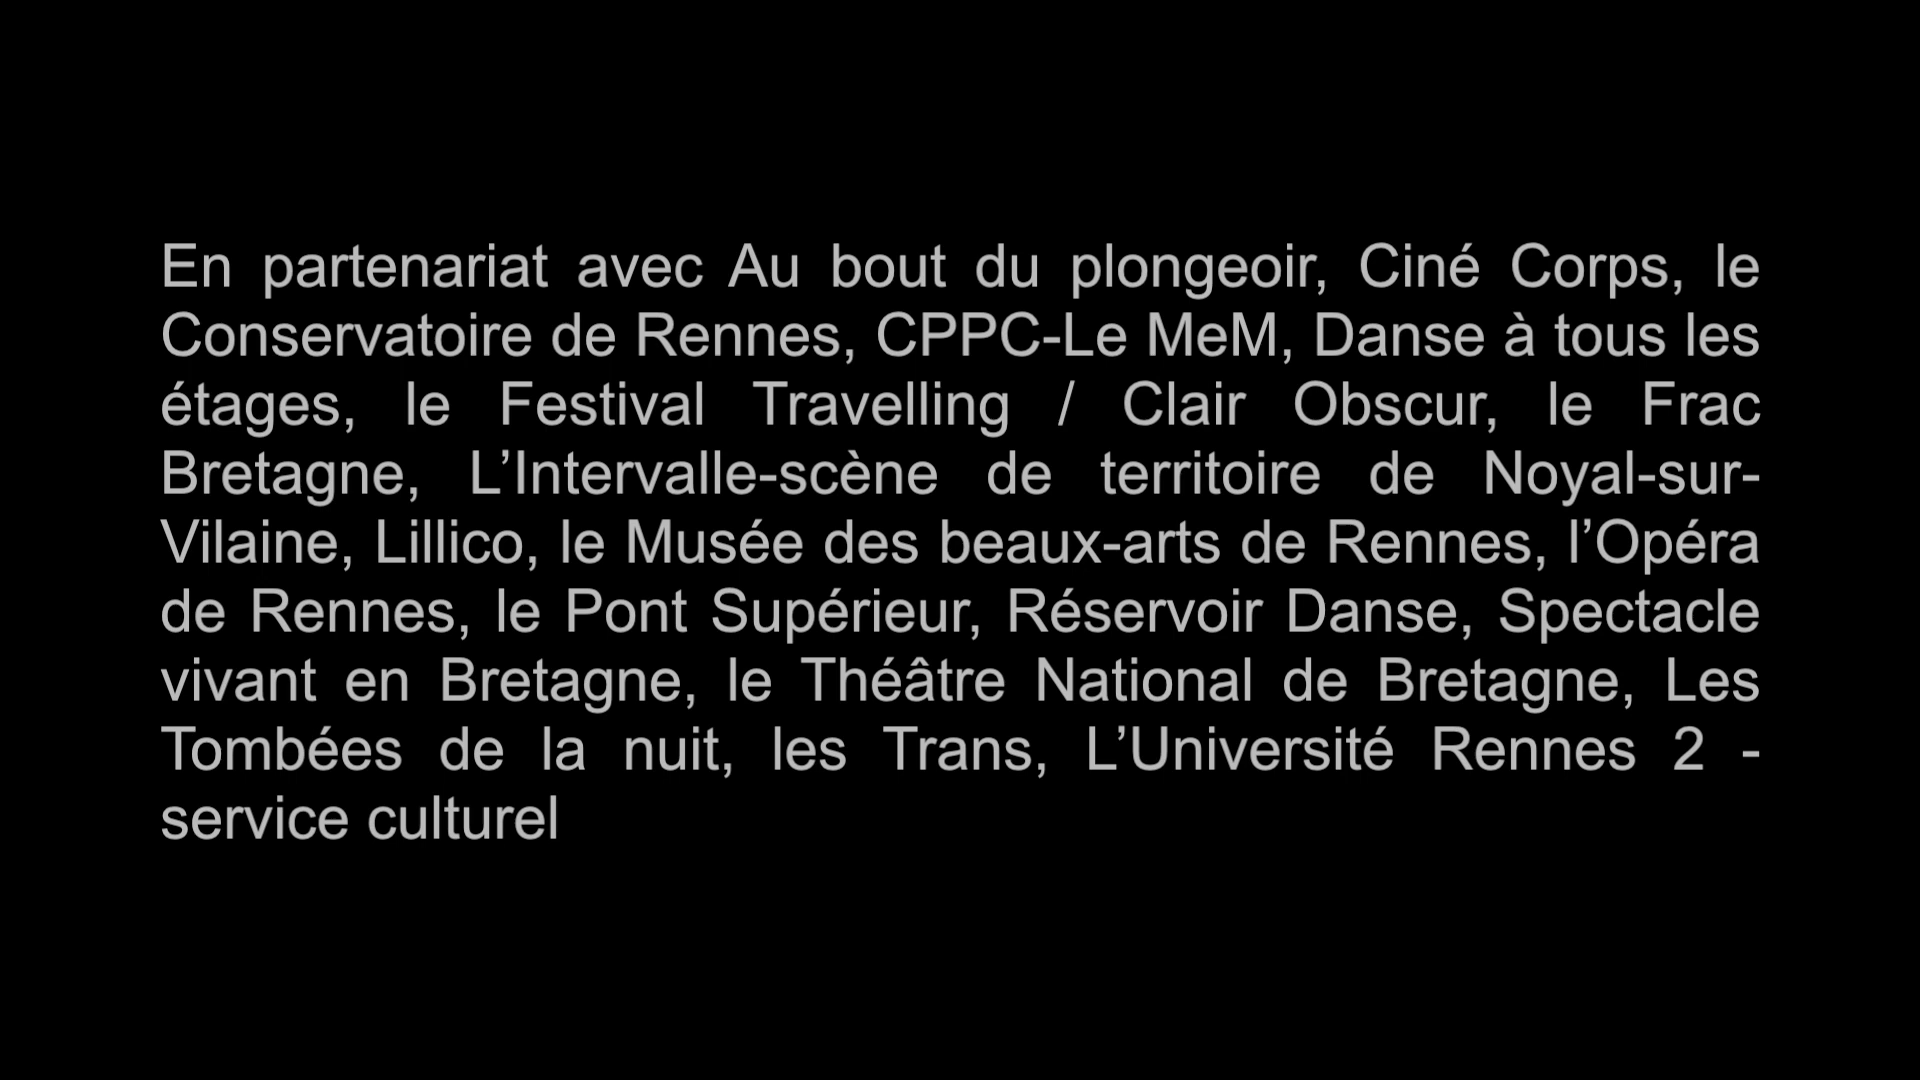 En partenariat avec Au bout du plongeoir, Ciné Corps, le
Conservatoire de Rennes, CPPC-Le MeM, Danse à tous les
étages, le Festival Travelling / Clair Obscur, le Frac
Bretagne, L’Intervalle-scène de territoire de Noyal-sur-
Vilaine, Lillico, le Musée des beaux-arts de Rennes, l’Opéra
de Rennes, le Pont Supérieur, Réservoir Danse, Spectacle
vivant en Bretagne, le Théâtre National de Bretagne, Les
Tombées de la nuit, les Trans, L’Université Rennes 2 -
service culturel